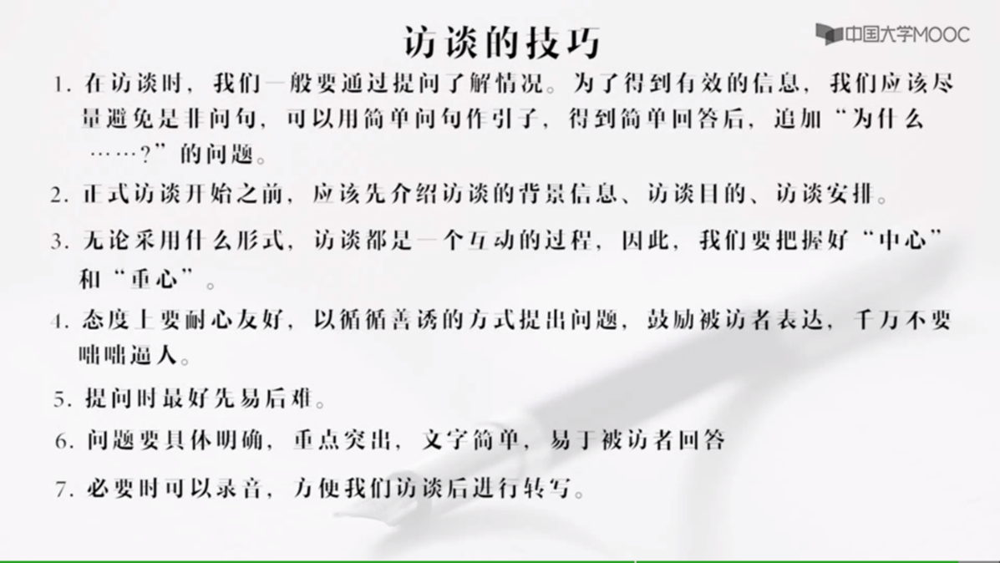 访谈的技巧
中国大学MOOC
1. 在访谈时，我们一般要通过提问了解情况。为了得到有效的信息，我们应该尽
量避免是非问句，可以用简单问句作引子，得到简单回答后，追加“为什么
……?”的问题。
2. 正式访谈开始之前，应该先介绍访谈的背景信息、访谈目的、访谈安排。
3. 无论采用什么形式，访谈都是一个互动的过程，因此，我们要把握好“中心”
和“重心”。
4. 态度上要耐心友好，以循循善诱的方式提出问题，鼓励被访者表达，千万不要
咄咄逼人。
5. 提问时最好先易后难。
6. 问题要具体明确，重点突出，文字简单，易于被访者回答
7. 必要时可以录音，方便我们访谈后进行转写。